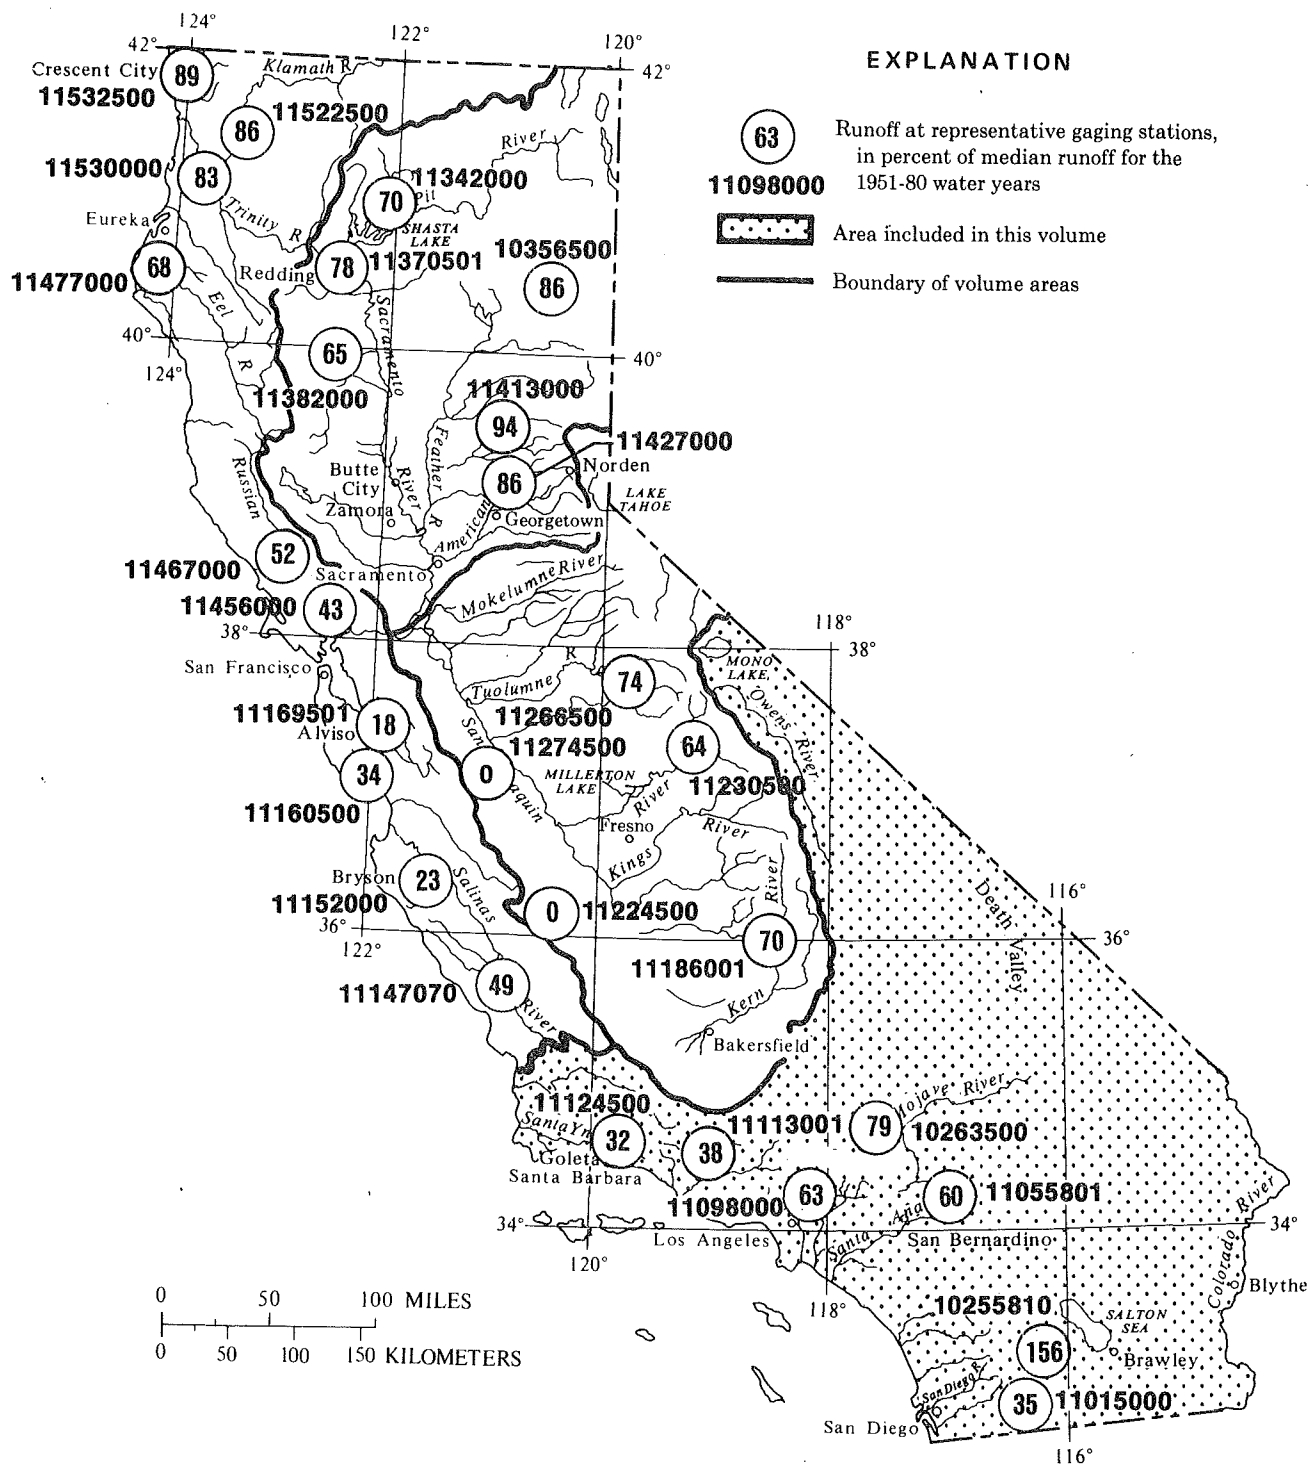 124°
122°
120°
42°
42°
EXPLANATION
63
11098000
Runoff at representative gaging stations,
in percent of median runoff for the
1951-80 water years
Area included in this volume
Boundary of volume areas
Crescent City
11532500
89
Klamath R
86
11522500
11530000
83
River
11342000
70
Pit
Eureka
Trinity
R
SHASTA
LAKE
68
11477000
Redding
78
11370501
10356500
86
Eel
R
Sacramento
River
40°
40°
124°
65
11382000
11413000
94
Feather
R
11427000
86
Norden
Butte
City
Zamora
LAKE
TAHOE
Georgetown
American
Russian
52
11467000
Sacramento
11456000
43
Mokelumne River
38°
118°
38°
San Francisco
R
Tuolumne
74
11266500
MONO
LAKE
Owens River
11169501
Alviso
18
San
11274500
0
aquin
64
11230500
34
11160500
MILLERTON
LAKE
River
Fresno
Kings
River
Bryson
23
11152000
Salinas
River
0
11224500
River
70
11186001
Death Valley
116°
36°
36°
122°
11147070
49
Kern
Bakersfield
11124500
Santa Yn
32
Goleta
Santa Barbara
11113001
38
79
Mojave River
10263500
11098000
63
60
11055801
34°
34°
Los Angeles
Santa Ana
San Bernardino
Colorado River
Blythe
120°
118°
0 50 100 MILES
0 50 100 150 KILOMETERS
10255810
SALTON
SEA
156
Brawley
San Diego R
35
11015000
San Diego
116°